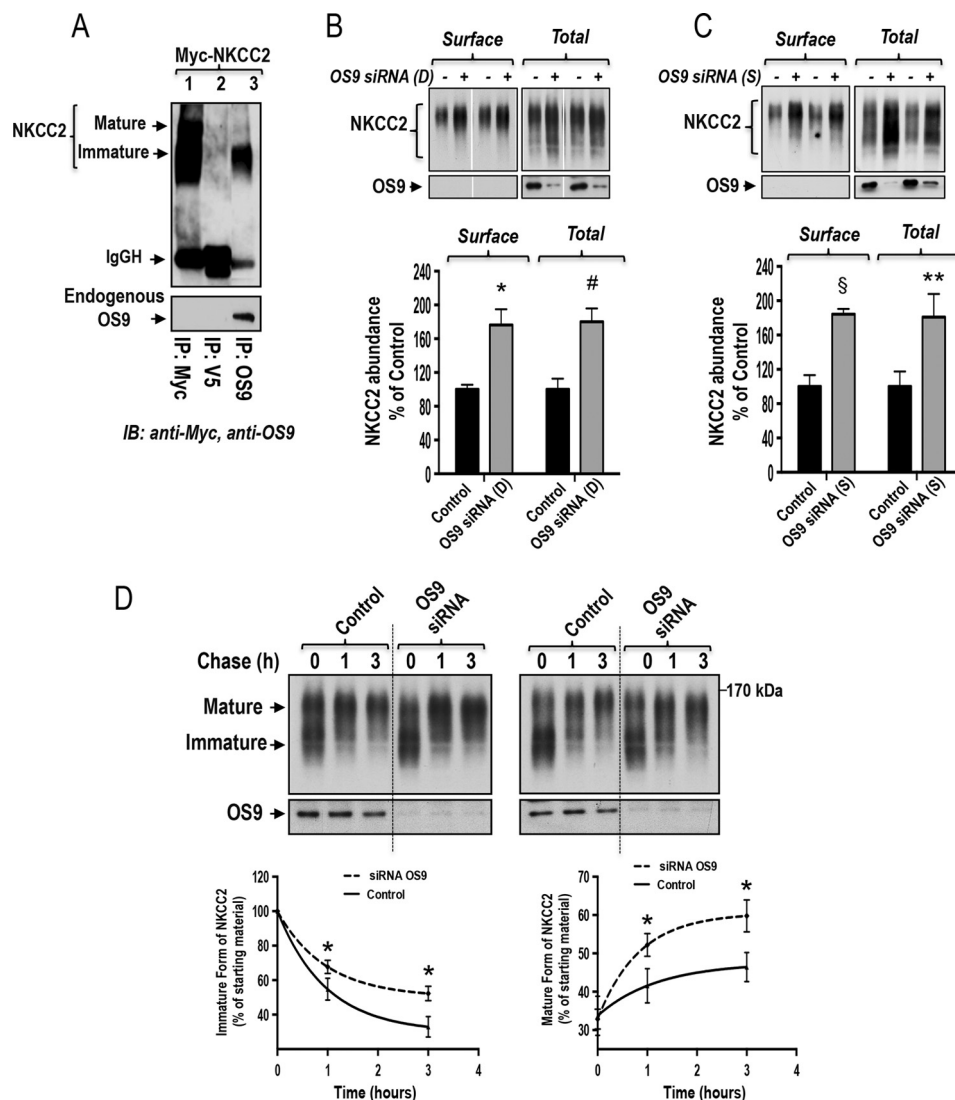 A
Myc-NKCC2
1 2 3
NKCC2
Mature
Immature
IgGH
Endogenous
OS9
IP: Myc
IP: V5
IP: OS9
IB: anti-Myc, anti-OS9
B
Surface Total
OS9 siRNA (D) - + - + - + - +
NKCC2
OS9
Surface Total
NKCC2 abundance
% of Control
240
200
160
120
80
40
0
*
#
Control
OS9 siRNA (D)
Control
OS9 siRNA (D)
C
Surface Total
OS9 siRNA (S) - + - + - + - +
NKCC2
OS9
Surface Total
NKCC2 abundance
% of Control
240
200
160
120
80
40
0
§
**
Control
OS9 siRNA (S)
Control
OS9 siRNA (S)
D
Control
OS9
siRNA
Control
OS9
siRNA
Chase (h) 0 1 3 0 1 3 0 1 3 0 1 3
170 kDa
Mature
Immature
OS9
Immature Form of NKCC2
(% of starting material)
120
100
80
60
40
siRNA OS9
Control
*
*
0 1 2 3 4
Time (hours)
Mature Form of NKCC2
(% of starting material)
70
60
50
40
30
siRNA OS9
Control
*
*
0 1 2 3 4
Time (hours)